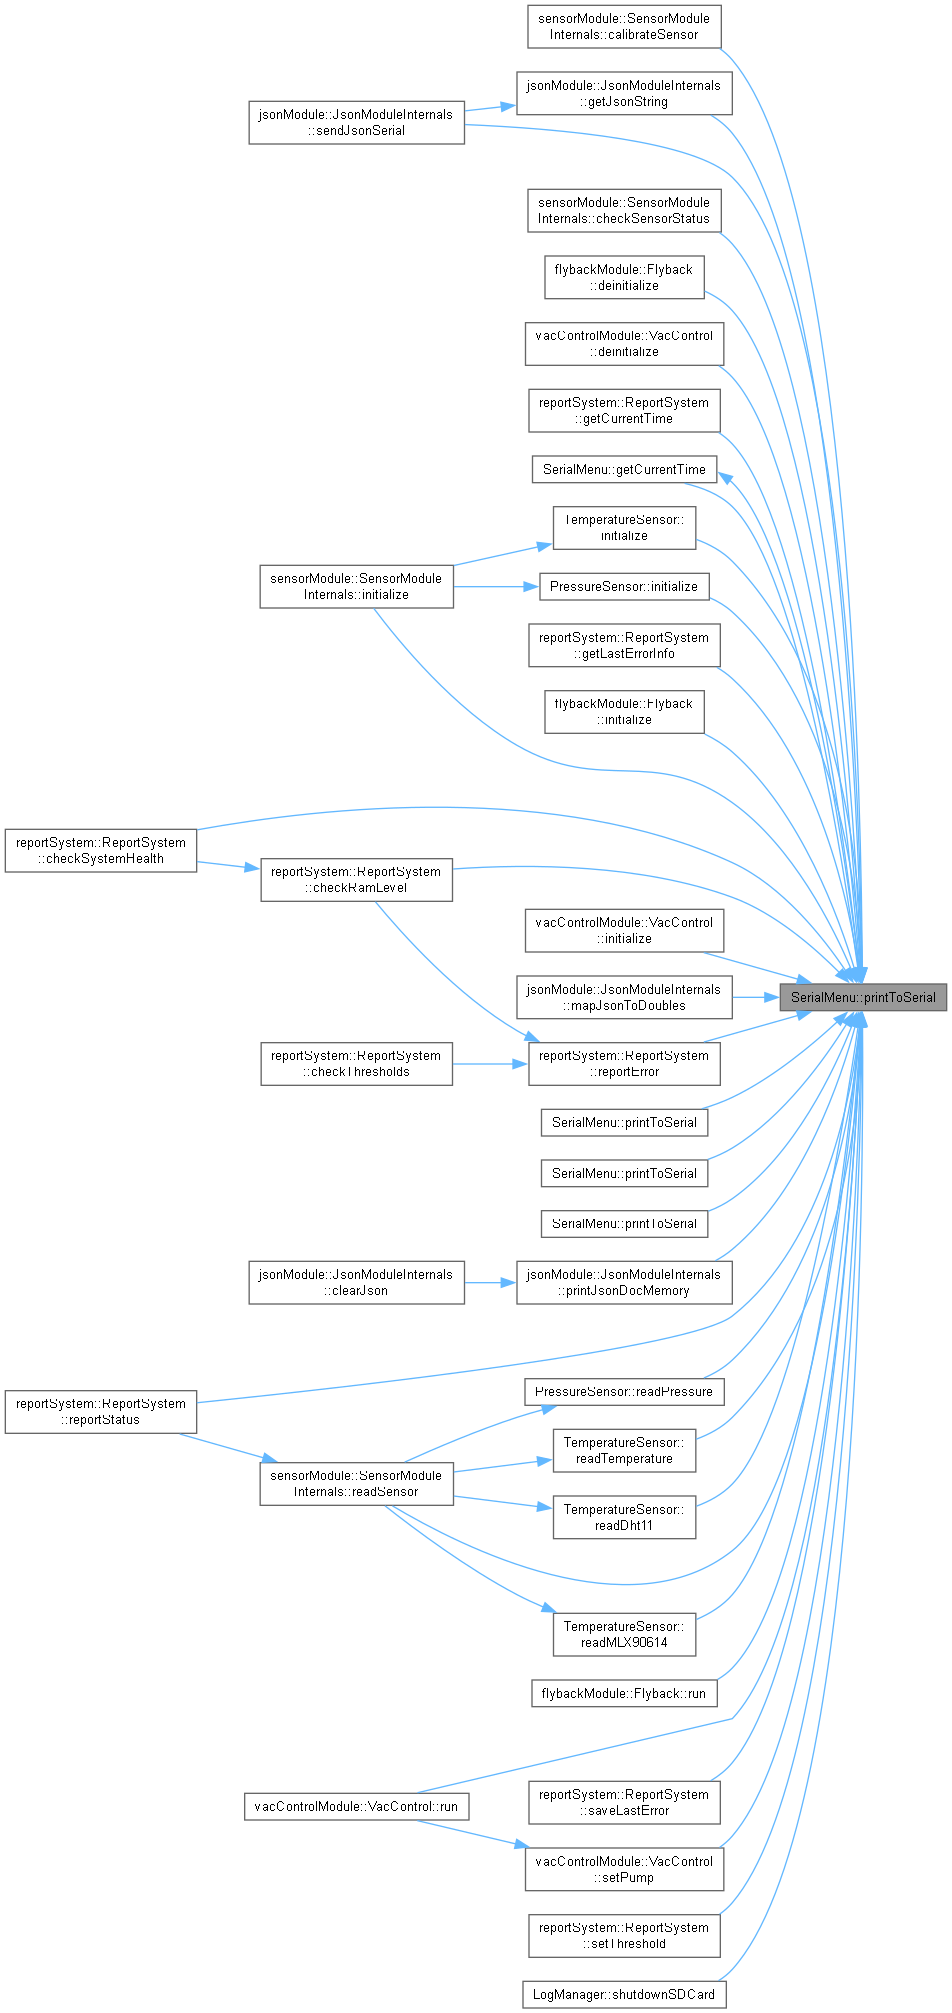 sensorModule::SensorModule
Internals::calibrateSensor
jsonModule::JsonModuleInternals
::getJsonString
jsonModule::JsonModuleInternals
::sendJsonSerial
sensorModule::SensorModule
Internals::checkSensorStatus
flybackModule::Flyback
::deinitialize
vacControlModule::VacControl
::deinitialize
reportSystem::ReportSystem
::getCurrentTime
SerialMenu::getCurrentTime
TemperatureSensor::
initialize
sensorModule::SensorModule
Internals::initialize
PressureSensor::initialize
reportSystem::ReportSystem
::getLastErrorInfo
flybackModule::Flyback
::initialize
reportSystem::ReportSystem
::checkSystemHealth
reportSystem::ReportSystem
::checkRamLevel
vacControlModule::VacControl
::initialize
jsonModule::JsonModuleInternals
::mapJsonToDoubles
SerialMenu::printToSerial
reportSystem::ReportSystem
::checkThresholds
reportSystem::ReportSystem
::reportError
SerialMenu::printToSerial
SerialMenu::printToSerial
SerialMenu::printToSerial
jsonModule::JsonModuleInternals
::clearJson
jsonModule::JsonModuleInternals
::printJsonDocMemory
reportSystem::ReportSystem
::reportStatus
PressureSensor::readPressure
TemperatureSensor::
readTemperature
sensorModule::SensorModule
Internals::readSensor
TemperatureSensor::
readDht11
TemperatureSensor::
readMLX90614
flybackModule::Flyback::run
vacControlModule::VacControl::run
reportSystem::ReportSystem
::saveLastError
vacControlModule::VacControl
::setPump
reportSystem::ReportSystem
::setThreshold
LogManager::shutdownSDCard